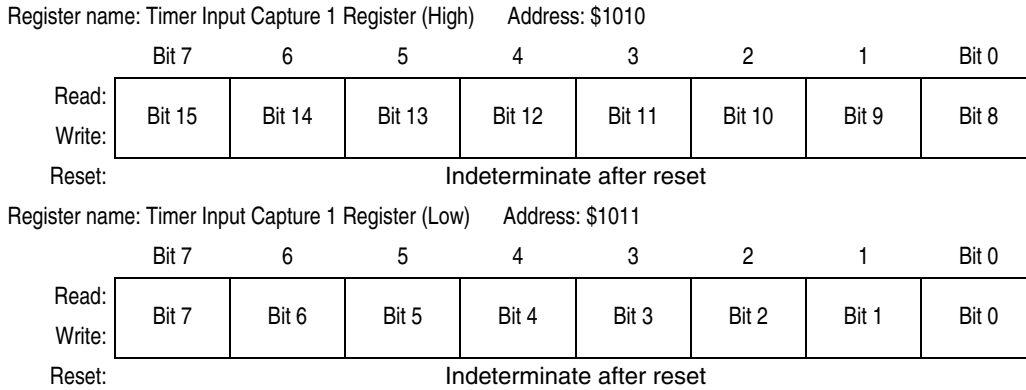 Register name: Timer Input Capture 1 Register (High) Address: $1010
Bit 7 6 5 4 3 2 1 Bit 0
Read:
Bit 15 Bit 14 Bit 13 Bit 12 Bit 11 Bit 10 Bit 9 Bit 8
Write:
Reset: Indeterminate after reset
Register name: Timer Input Capture 1 Register (Low) Address: $1011
Bit 7 6 5 4 3 2 1 Bit 0
Read:
Bit 7 Bit 6 Bit 5 Bit 4 Bit 3 Bit 2 Bit 1 Bit 0
Write:
Reset: Indeterminate after reset